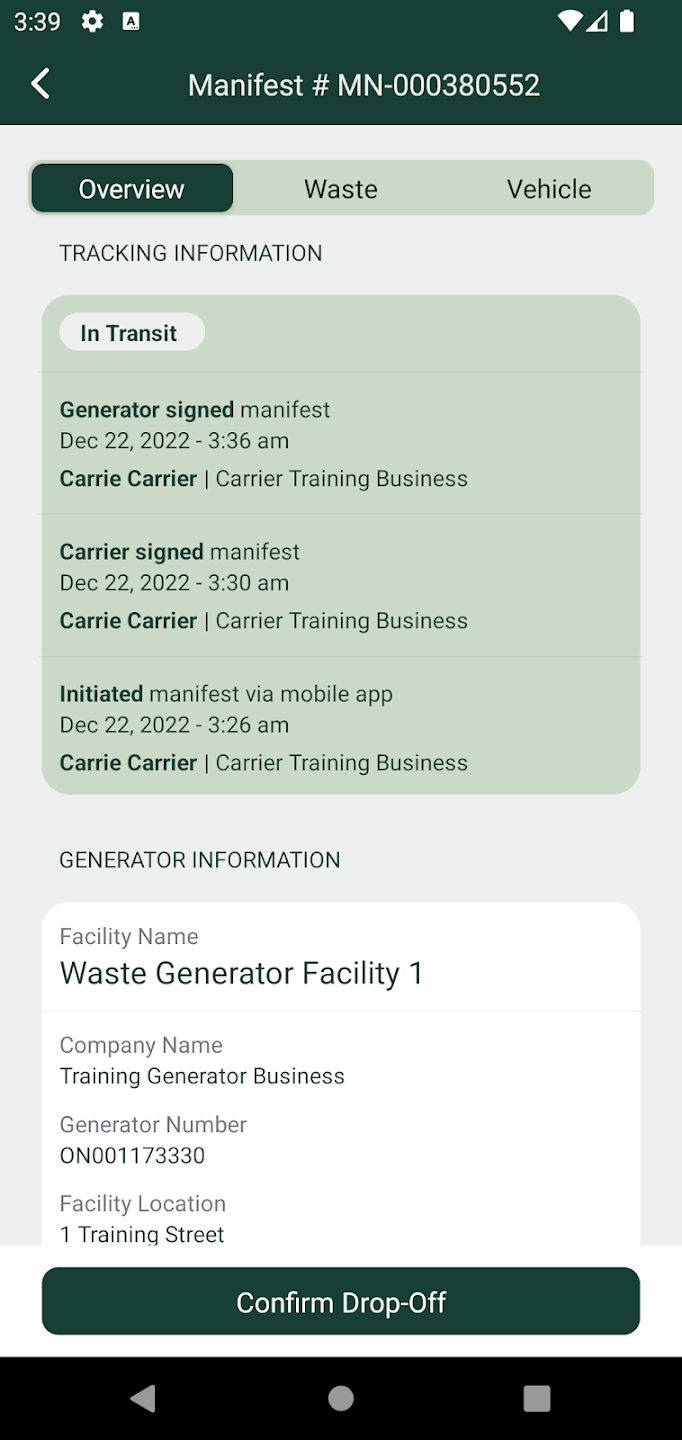 3:39
Manifest # MN-000380552
Overview Waste Vehicle
TRACKING INFORMATION
In Transit
Generator signed manifest
Dec 22, 2022 - 3:36 am
Carrie Carrier | Carrier Training Business
Carrier signed manifest
Dec 22, 2022 - 3:30 am
Carrie Carrier | Carrier Training Business
Initiated manifest via mobile app
Dec 22, 2022 - 3:26 am
Carrie Carrier | Carrier Training Business
GENERATOR INFORMATION
Facility Name
Waste Generator Facility 1
Company Name
Training Generator Business
Generator Number
ON001173330
Facility Location
1 Training Street
Confirm Drop-Off